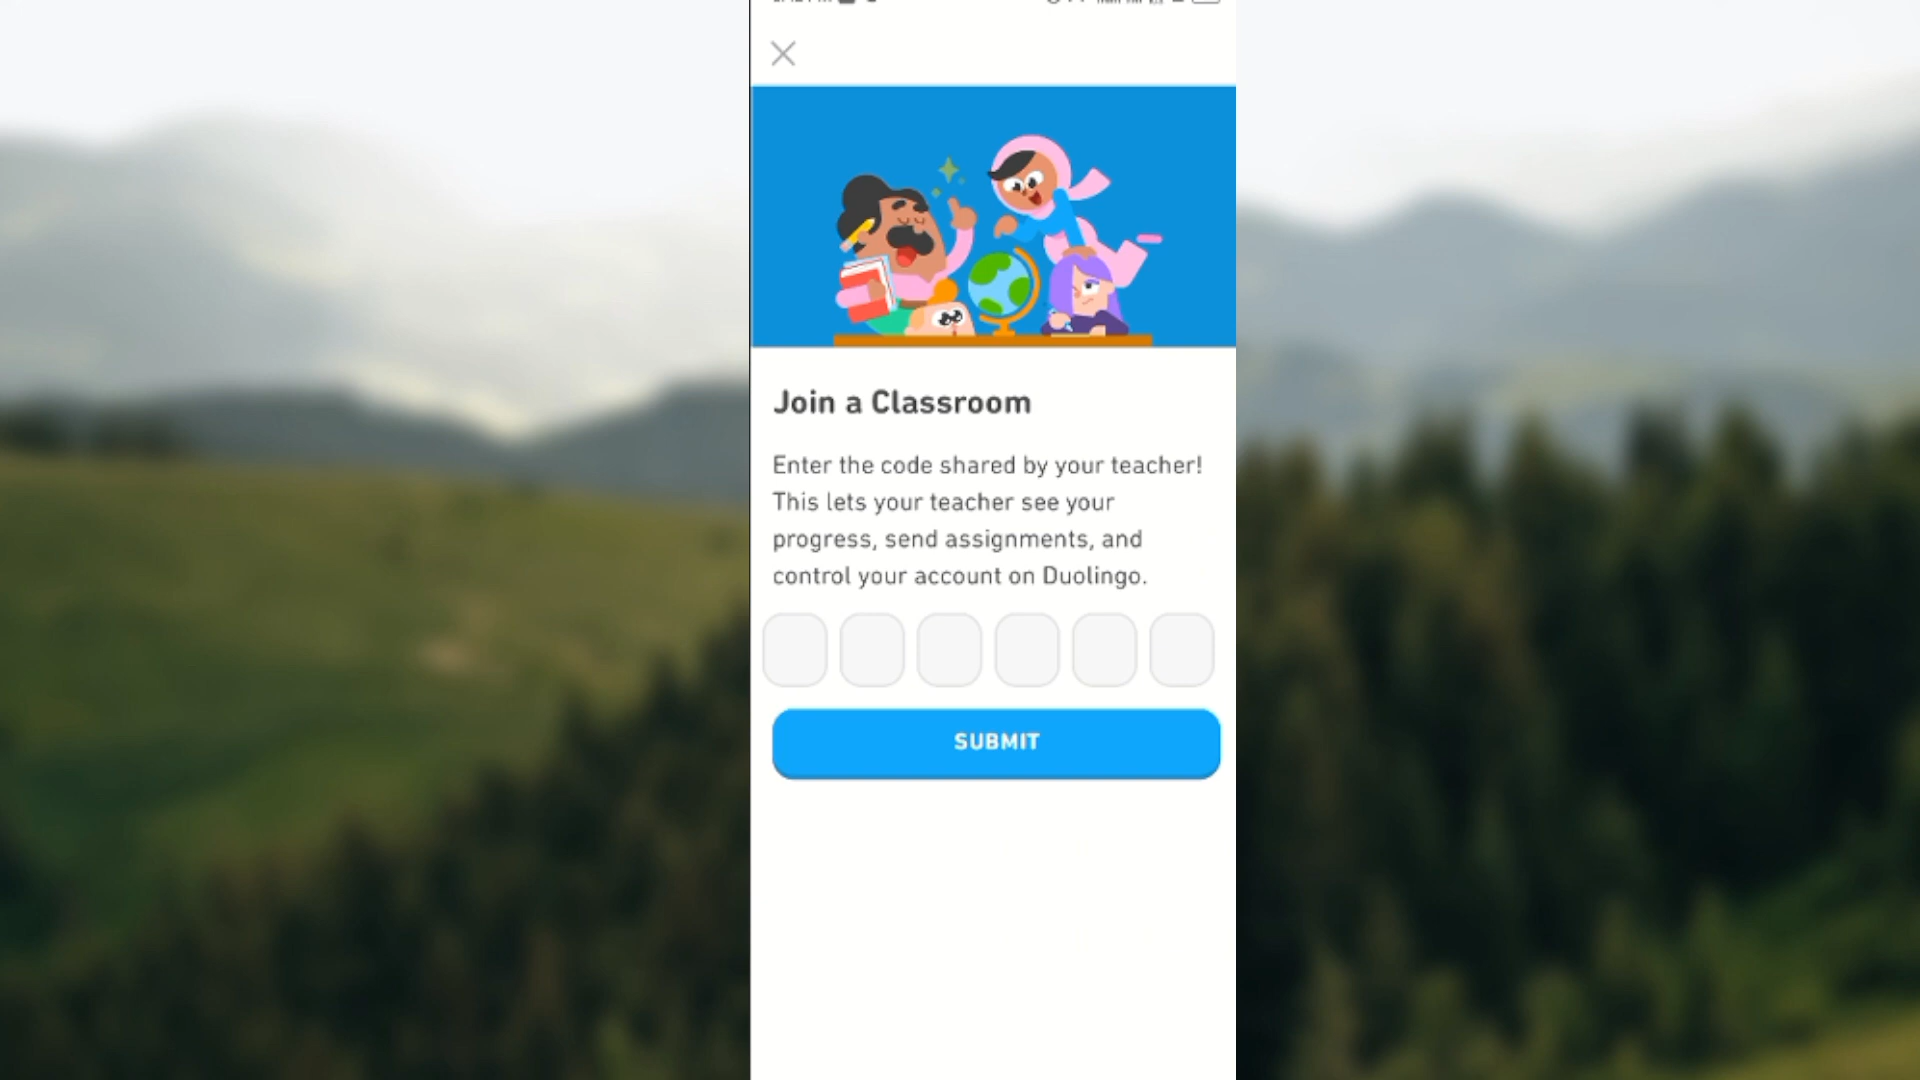 Join a Classroom
Enter the code shared by your teacher!
This lets your teacher see your
progress, send assignments, and
control your account on Duolingo.
SUBMIT